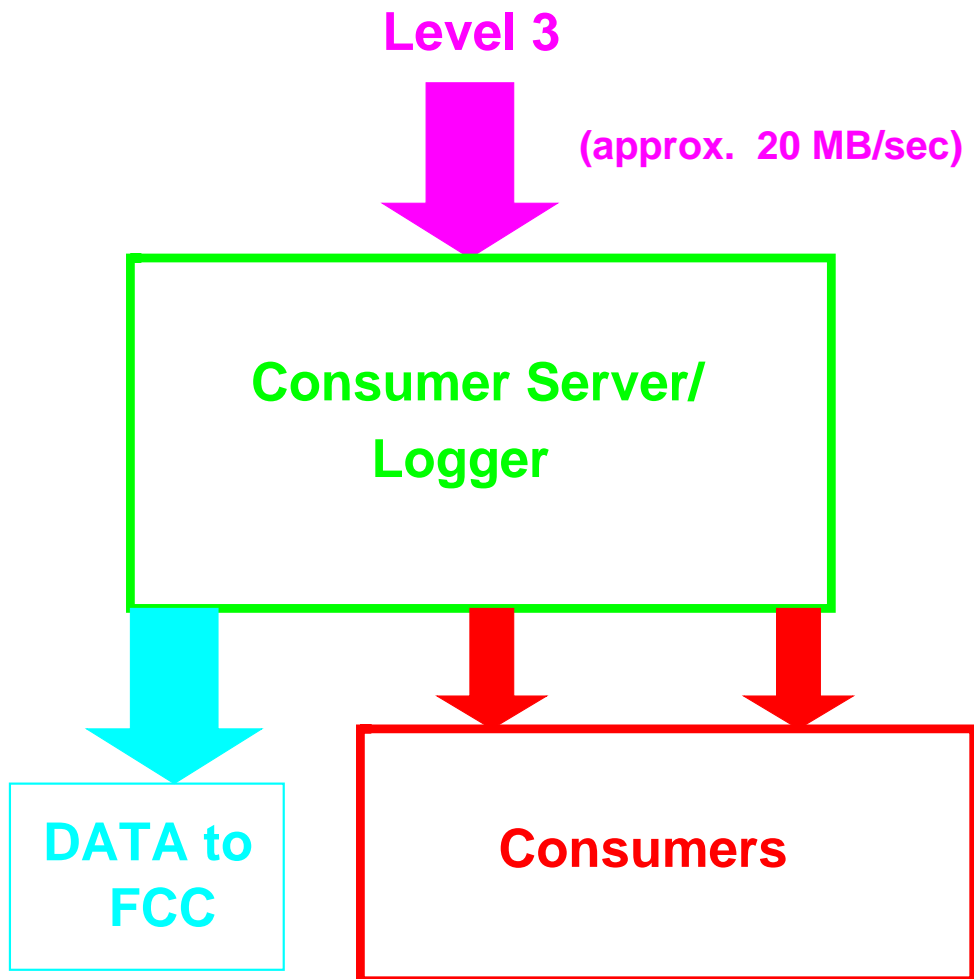 Level 3
(approx. 20 MB/sec)
Consumer Server/
Logger
DATA to
FCC
Consumers